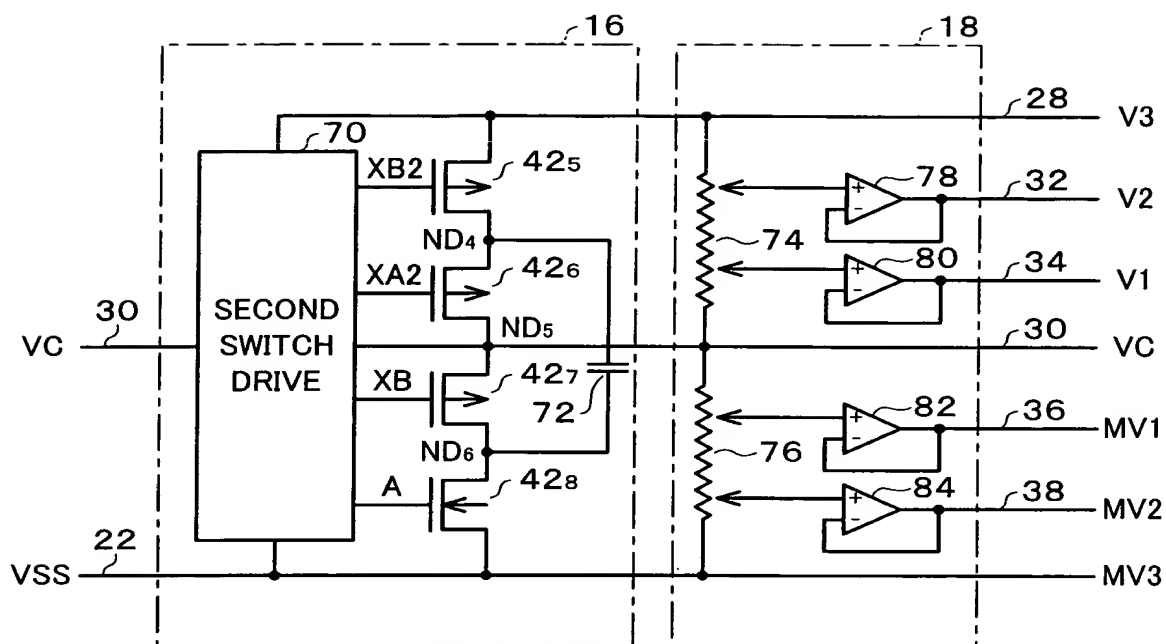 16
18
28
V3
70
XB2
42₅
78
32
V2
ND₄
74
80
XA2
42₆
34
V1
SECOND
SWITCH
DRIVE
30
VC
ND₅
30
VC
XB
42₇
72
82
36
MV1
ND₆
76
A
42₈
84
38
MV2
22
VSS
MV3